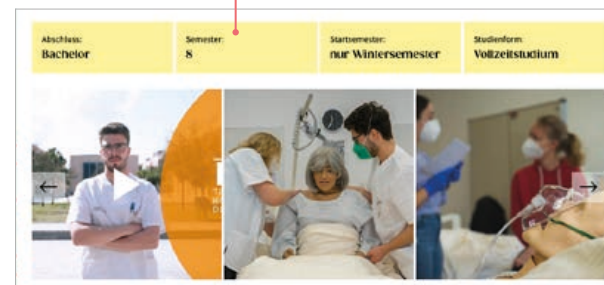 Abschluss:
Bachelor
Semester:
8
Startsemester:
nur Wintersemester
Studienform:
Vollzeitstudium